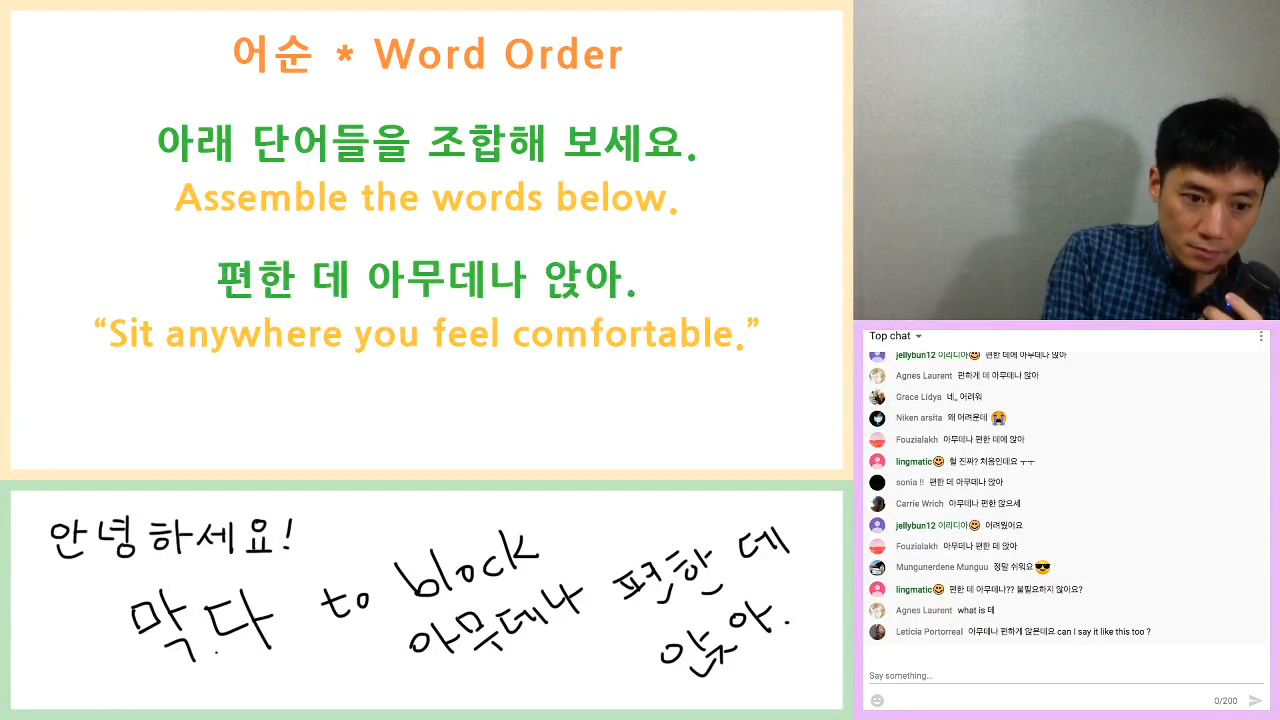 어순 * Word Order
아래 단어들을 조합해 보세요.
Assemble the words below.
편한 데 아무데나 앉아.
“Sit anywhere you feel comfortable.”
안녕하세요!
막다 to block
아무데나 편한 데
앉아.
Top chat
jellybun12 이리디아 편한 데에 아무데나 앉아
Agnes Laurent 편하게 데 아무데나 앉아
Grace Lidya 네,, 어려워
Niken arsita 왜 어려운데
Fouzialakh 아무데나 편한 데에 앉아
lingmatic 헐 진짜? 처음인데요 ㅜㅜ
sonia !! 편한 데 아무데나 앉아
Carrie Wrich 아무데나 편한 앉으세
jellybun12 이리디아 어려웠어요
Fouzialakh 아무데나 편한 데 앉아
Mungunerdene Munguu 정말 쉬워요
lingmatic 편한 데 아무데나?? 불필요하지 않아요?
Agnes Laurent what is 데
Leticia Portorreal 아무데나 편하게 앉은데요 can I say it like this too ?
Say something...
0/200